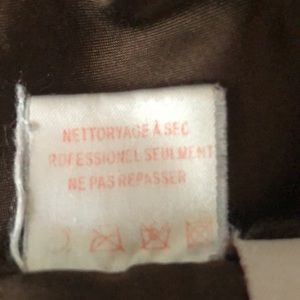 NETTOYAGE À SEC
ROFESSIONEL SEULMENT
NE PAS REPASSER